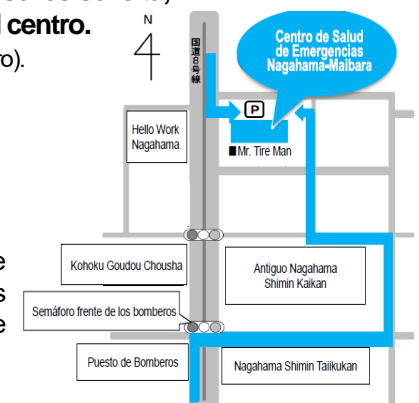 l centro.
ro).
N
国道8号線
Centro de Salud
de Emergencias
Nagahama-Maibara
P
Hello Work
Nagahama
■Mr. Tire Man
Kohoku Goudou Chousha
Antiguo Nagahama
Shimin Kaikan
e
s
e
Semáforo frente de los bomberos
Puesto de Bomberos
Nagahama Shimin Taiikukan